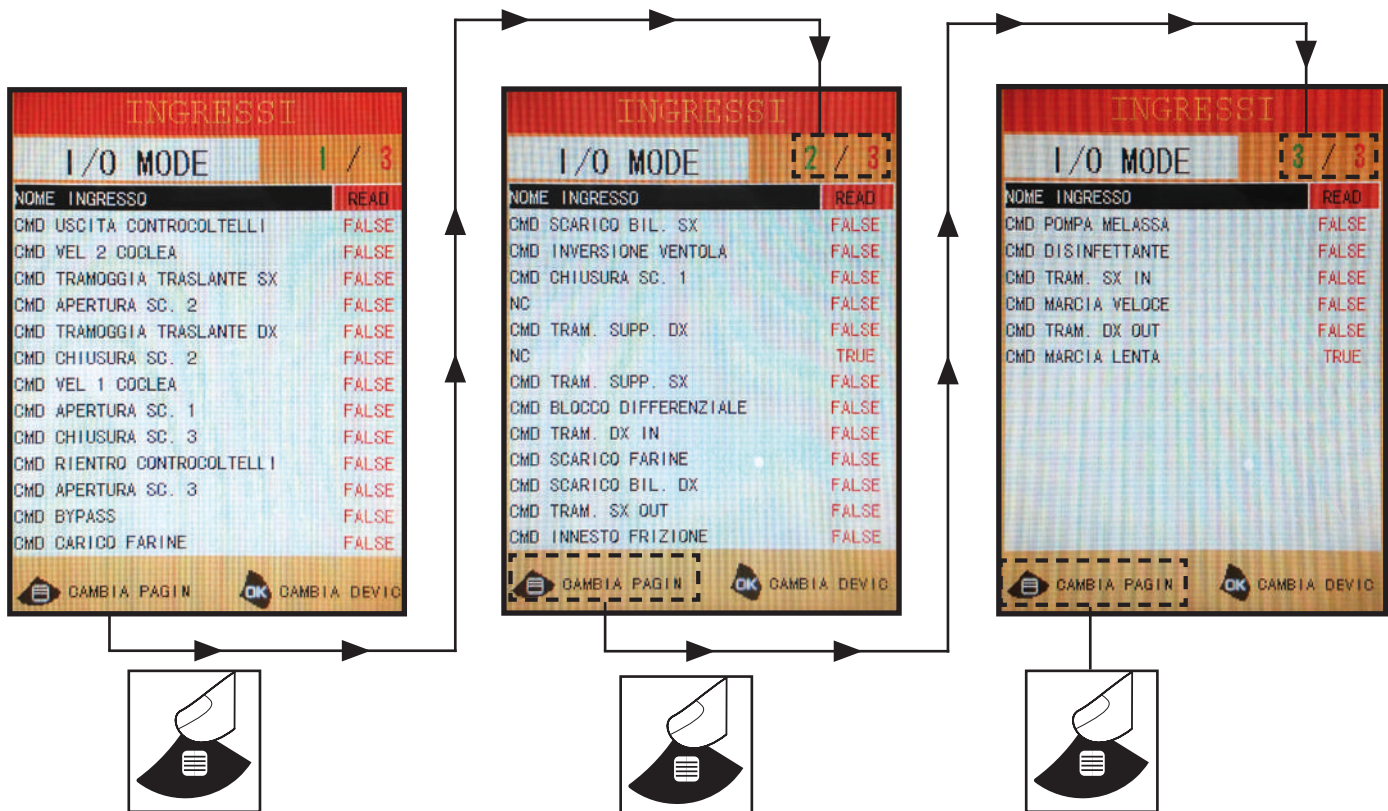 INGRESSI
I/O MODE 1 / 3
NOME INGRESSO READ
CMD USCITA CONTROCOLTELLI FALSE
CMD VEL 2 COCLEA FALSE
CMD TRAMOGGIA TRASLANTE SX FALSE
CMD APERTURA SC. 2 FALSE
CMD TRAMOGGIA TRASLANTE DX FALSE
CMD CHIUSURA SC. 2 FALSE
CMD VEL 1 COCLEA FALSE
CMD APERTURA SC. 1 FALSE
CMD CHIUSURA SC. 3 FALSE
CMD RIENTRO CONTROCOLTELLI FALSE
CMD APERTURA SC. 3 FALSE
CMD BYPASS FALSE
CMD CARICO FARINE FALSE
CAMBIA PAGIN OK CAMBIA DEVIC
INGRESSI
I/O MODE 2 / 3
NOME INGRESSO READ
CMD SCARICO BIL. SX FALSE
CMD INVERSIONE VENTOLA FALSE
CMD CHIUSURA SC. 1 FALSE
NC FALSE
CMD TRAM. SUPP. DX FALSE
NC TRUE
CMD TRAM. SUPP. SX FALSE
CMD BLOCCO DIFFERENZIALE FALSE
CMD TRAM. DX IN FALSE
CMD SCARICO FARINE FALSE
CMD SCARICO BIL. DX FALSE
CMD TRAM. SX OUT FALSE
CMD INNESTO FRIZIONE FALSE
CAMBIA PAGIN OK CAMBIA DEVIC
INGRESSI
I/O MODE 3 / 3
NOME INGRESSO READ
CMD POMPA MELASSA FALSE
CMD DISINFETTANTE FALSE
CMD TRAM. SX IN FALSE
CMD MARCIA VELOCE FALSE
CMD TRAM. DX OUT FALSE
CMD MARCIA LENTA TRUE
CAMBIA PAGIN OK CAMBIA DEVIC